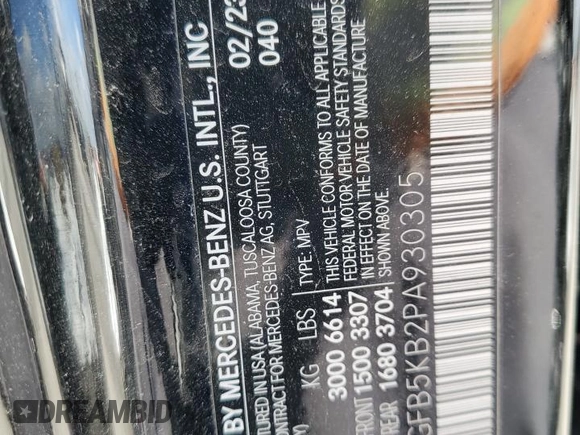 BY MERCEDES-BENZ U.S. INTL., INC
02/23
040
FACTURED IN USA (ALABAMA, TUSCALOOSA COUNTY)
CONTRACT FOR MERCEDES-BENZ AG, STUTTGART
KG LBS TYPE: MPV
3000 6614
FRONT 1500 3307
REAR 1680 3704
THIS VEHICLE CONFORMS TO ALL APPLICABLE
FEDERAL MOTOR VEHICLE SAFETY STANDARDS
IN EFFECT ON THE DATE OF MANUFACTURE
SHOWN ABOVE.
GFB5KB2PA930305
DREAMBID